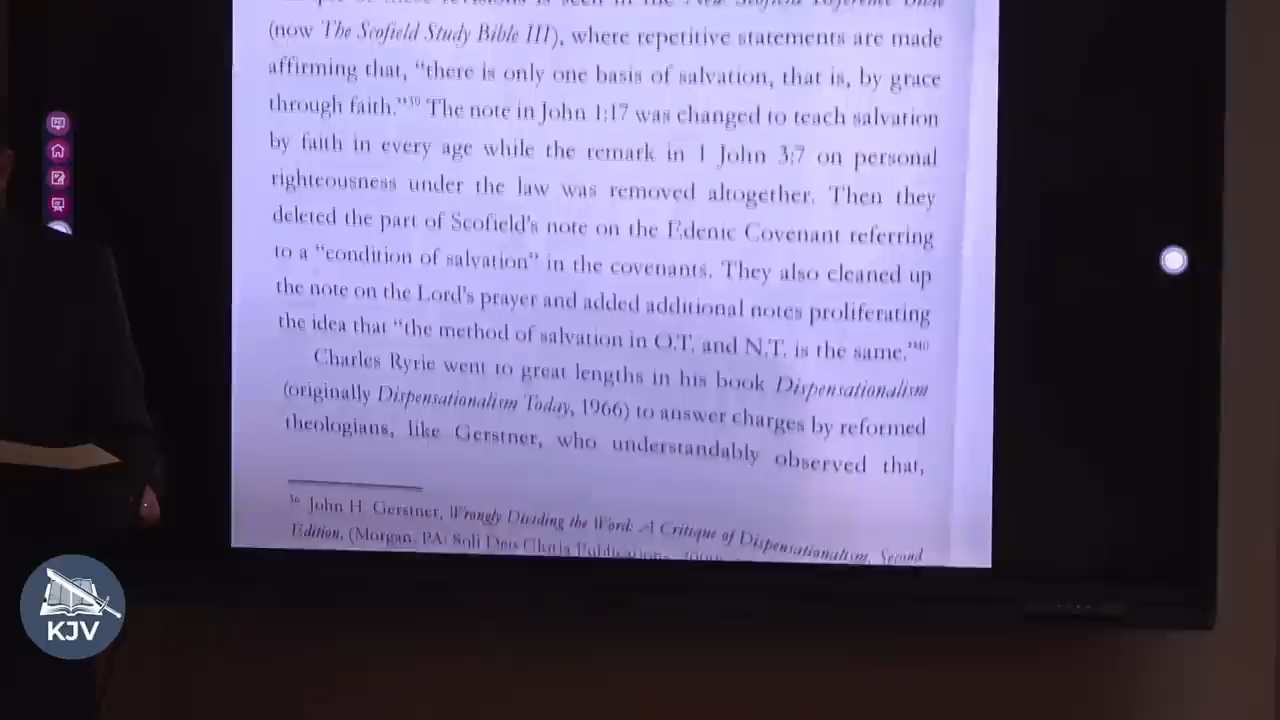 (now The Scofield Study Bible III), where repetitive statements are made
affirming that, “there is only one basis of salvation, that is, by grace
through faith.”³⁹ The note in John 1:17 was changed to teach salvation
by faith in every age while the remark in 1 John 3:7 on personal
righteousness under the law was removed altogether. Then they
deleted the part of Scofield's note on the Edenic Covenant referring
to a “condition of salvation” in the covenants. They also cleaned up
the note on the Lord's prayer and added additional notes proliferating
the idea that “the method of salvation in O.T. and N.T. is the same.”⁴⁰
Charles Ryrie went to great lengths in his book Dispensationalism
(originally Dispensationalism Today, 1966) to answer charges by reformed
theologians, like Gerstner, who understandably observed that,
John H. Gerstner, Wrongly Dividing the Word: A Critique of Dispensationalism, Second
Edition, (Morgan, PA: Soli Deo Gloria
KJV